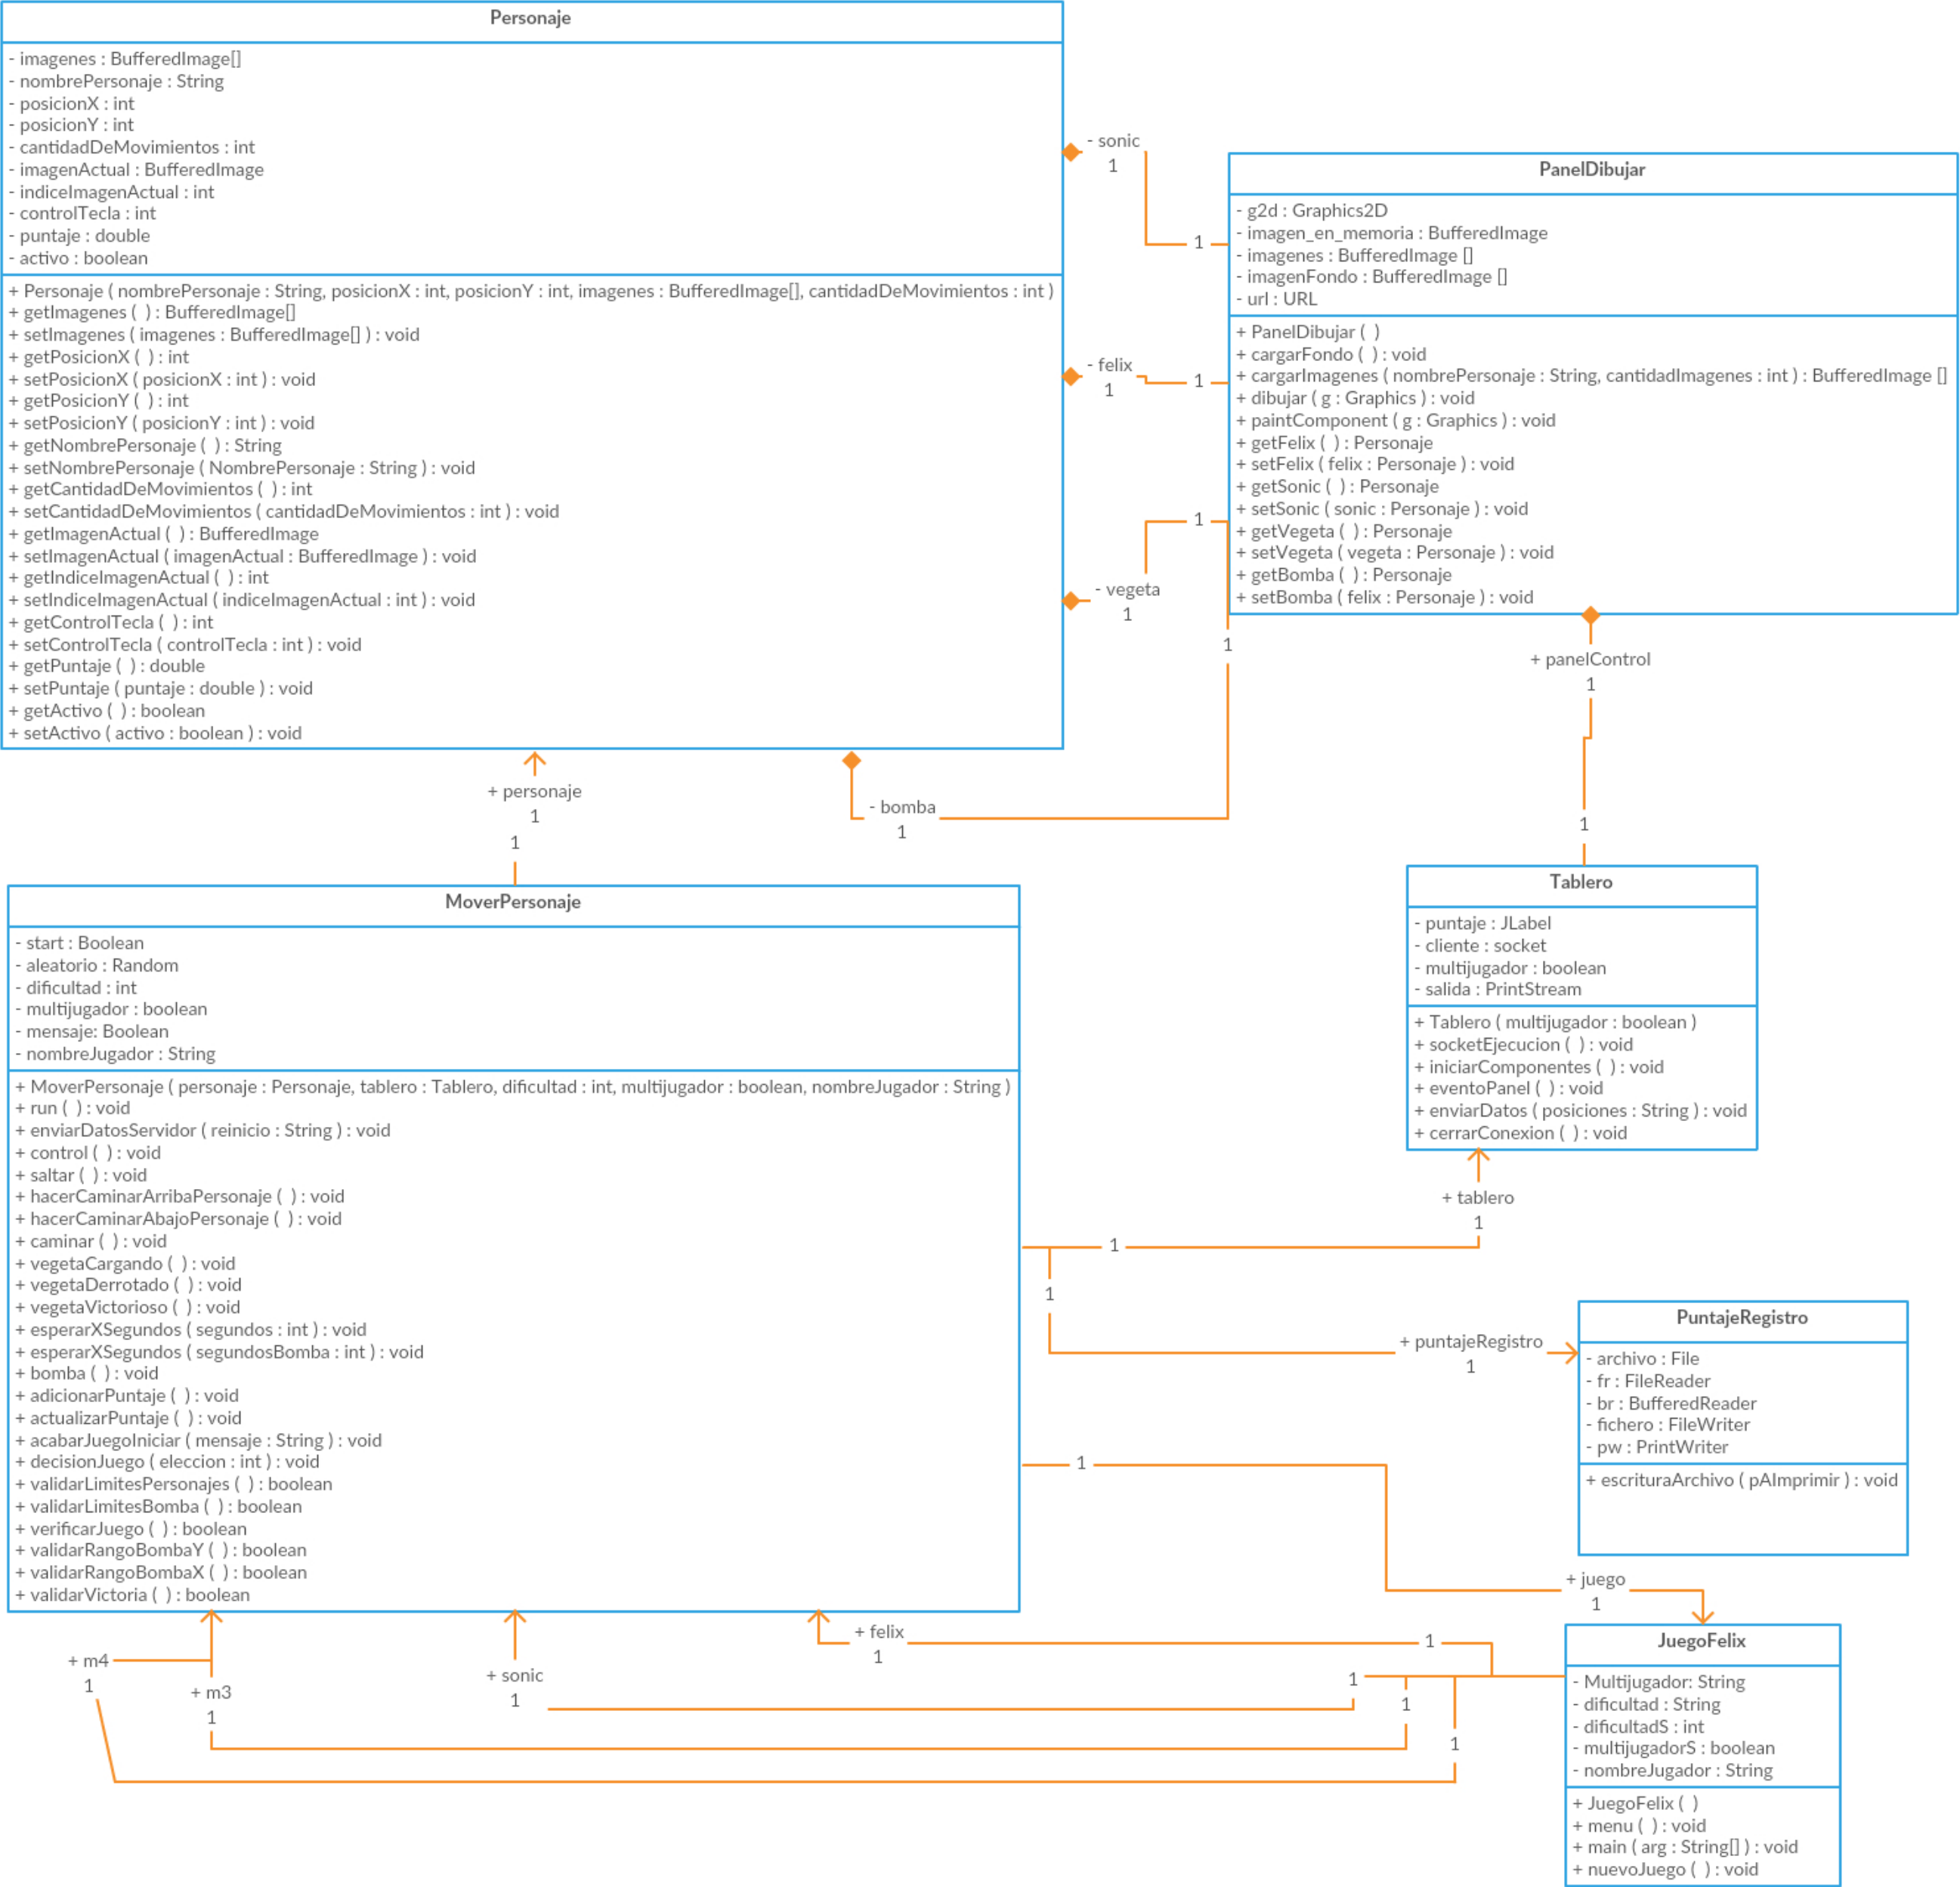 Personaje
- imagenes : BufferedImage[]
- nombrePersonaje : String
- posicionX : int
- posicionY : int
- cantidadDeMovimientos : int
- imagenActual : BufferedImage
- indiceImagenActual : int
- controlTecla : int
- puntaje : double
- activo : boolean
+ Personaje ( nombrePersonaje : String, posicionX : int, posicionY : int, imagenes : BufferedImage[], cantidadDeMovimientos : int )
+ getImagenes ( ) : BufferedImage[]
+ setImagenes ( imagenes : BufferedImage[] ) : void
+ getPosicionX ( ) : int
+ setPosicionX ( posicionX : int ) : void
+ getPosicionY ( ) : int
+ setPosicionY ( posicionY : int ) : void
+ getNombrePersonaje ( ) : String
+ setNombrePersonaje ( NombrePersonaje : String ) : void
+ getCantidadDeMovimientos ( ) : int
+ setCantidadDeMovimientos ( cantidadDeMovimientos : int ) : void
+ getImagenActual ( ) : BufferedImage
+ setImagenActual ( imagenActual : BufferedImage ) : void
+ getIndiceImagenActual ( ) : int
+ setIndiceImagenActual ( indiceImagenActual : int ) : void
+ getControlTecla ( ) : int
+ setControlTecla ( controlTecla : int ) : void
+ getPuntaje ( ) : double
+ setPuntaje ( puntaje : double ) : void
+ getActivo ( ) : boolean
+ setActivo ( activo : boolean ) : void
- sonic
1
1
- felix
1
1
- vegeta
1
1
- bomba
1
1
PanelDibujar
- g2d : Graphics2D
- imagen_en_memoria : BufferedImage
- imagenes : BufferedImage []
- imagenFondo : BufferedImage []
- url : URL
+ PanelDibujar ( )
+ cargarFondo ( ) : void
+ cargarImagenes ( nombrePersonaje : String, cantidadImagenes : int ) : BufferedImage []
+ dibujar ( g : Graphics ) : void
+ paintComponent ( g : Graphics ) : void
+ getFelix ( ) : Personaje
+ setFelix ( felix : Personaje ) : void
+ getSonic ( ) : Personaje
+ setSonic ( sonic : Personaje ) : void
+ getVegeta ( ) : Personaje
+ setVegeta ( vegeta : Personaje ) : void
+ getBomba ( ) : Personaje
+ setBomba ( felix : Personaje ) : void
+ panelControl
1
1
+ personaje
1
1
MoverPersonaje
- start : Boolean
- aleatorio : Random
- dificultad : int
- multijugador : boolean
- mensaje: Boolean
- nombreJugador : String
+ MoverPersonaje ( personaje : Personaje, tablero : Tablero, dificultad : int, multijugador : boolean, nombreJugador : String )
+ run ( ) : void
+ enviarDatosServidor ( reinicio : String ) : void
+ control ( ) : void
+ saltar ( ) : void
+ hacerCaminarArribaPersonaje ( ) : void
+ hacerCaminarAbajoPersonaje ( ) : void
+ caminar ( ) : void
+ vegetaCargando ( ) : void
+ vegetaDerrotado ( ) : void
+ vegetaVictorioso ( ) : void
+ esperarXSegundos ( segundos : int ) : void
+ esperarXSegundos ( segundosBomba : int ) : void
+ bomba ( ) : void
+ adicionarPuntaje ( ) : void
+ actualizarPuntaje ( ) : void
+ acabarJuegoIniciar ( mensaje : String ) : void
+ decisionJuego ( eleccion : int ) : void
+ validarLimitesPersonajes ( ) : boolean
+ validarLimitesBomba ( ) : boolean
+ verificarJuego ( ) : boolean
+ validarRangoBombaY ( ) : boolean
+ validarRangoBombaX ( ) : boolean
+ validarVictoria ( ) : boolean
Tablero
- puntaje : JLabel
- cliente : socket
- multijugador : boolean
- salida : PrintStream
+ Tablero ( multijugador : boolean )
+ socketEjecucion ( ) : void
+ iniciarComponentes ( ) : void
+ eventoPanel ( ) : void
+ enviarDatos ( posiciones : String ) : void
+ cerrarConexion ( ) : void
+ tablero
1
1
1
+ puntajeRegistro
1
PuntajeRegistro
- archivo : File
- fr : FileReader
- br : BufferedReader
- fichero : FileWriter
- pw : PrintWriter
+ escrituraArchivo ( pAImprimir ) : void
1
+ juego
1
+ felix
1
1
+ sonic
1
1
+ m4
1
+ m3
1
1
1
JuegoFelix
- Multijugador: String
- dificultad : String
- dificultadS : int
- multijugadorS : boolean
- nombreJugador : String
+ JuegoFelix ( )
+ menu ( ) : void
+ main ( arg : String[] ) : void
+ nuevoJuego ( ) : void